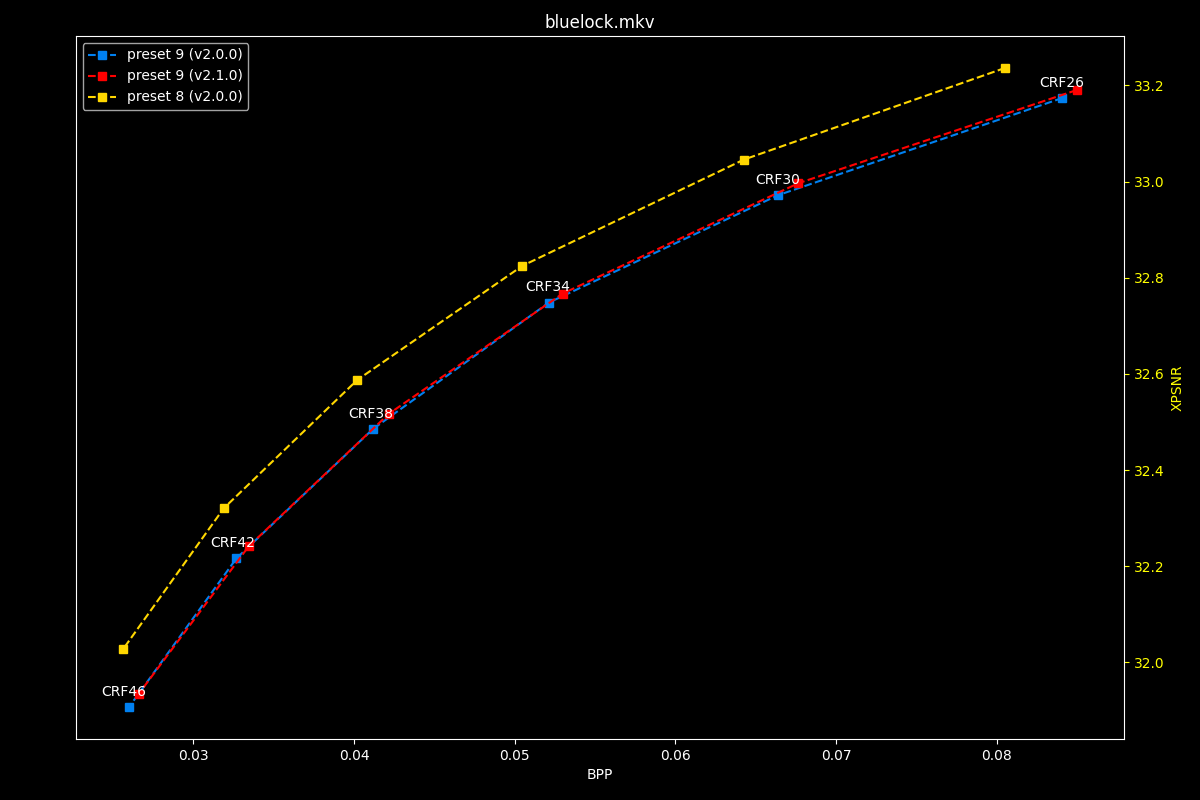 bluelock.mkv
preset 9 (v2.0.0)
preset 9 (v2.1.0)
preset 8 (v2.0.0)
CRF26
CRF30
CRF34
CRF38
CRF42
CRF46
33.2
33.0
32.8
32.6
32.4
32.2
32.0
XPSNR
0.03 0.04 0.05 0.06 0.07 0.08
BPP